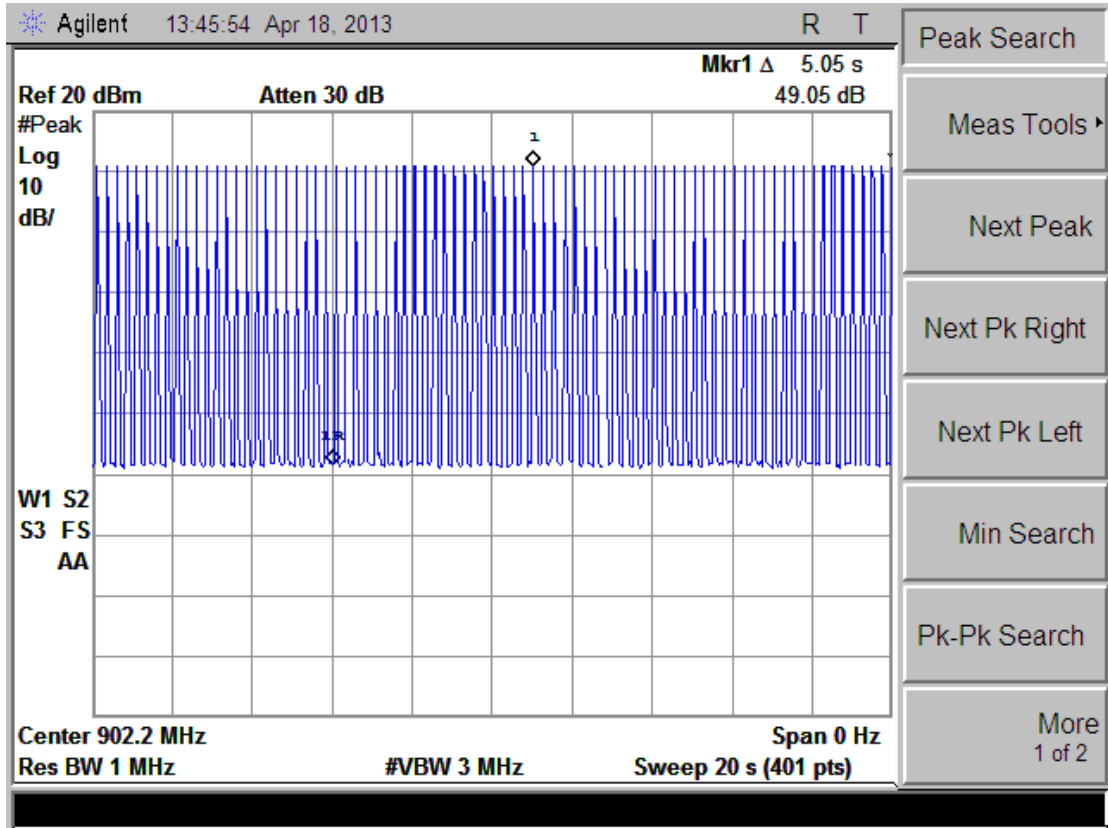 Agilent 13:45:54 Apr 18, 2013 R T
Mkr1 Δ 5.05 s
Ref 20 dBm Atten 30 dB 49.05 dB
#Peak
Log
10
dB/
1
1R
W1 S2
S3 FS
AA
Center 902.2 MHz Span 0 Hz
Res BW 1 MHz #VBW 3 MHz Sweep 20 s (401 pts)
Peak Search
Meas Tools
Next Peak
Next Pk Right
Next Pk Left
Min Search
Pk-Pk Search
More
1 of 2